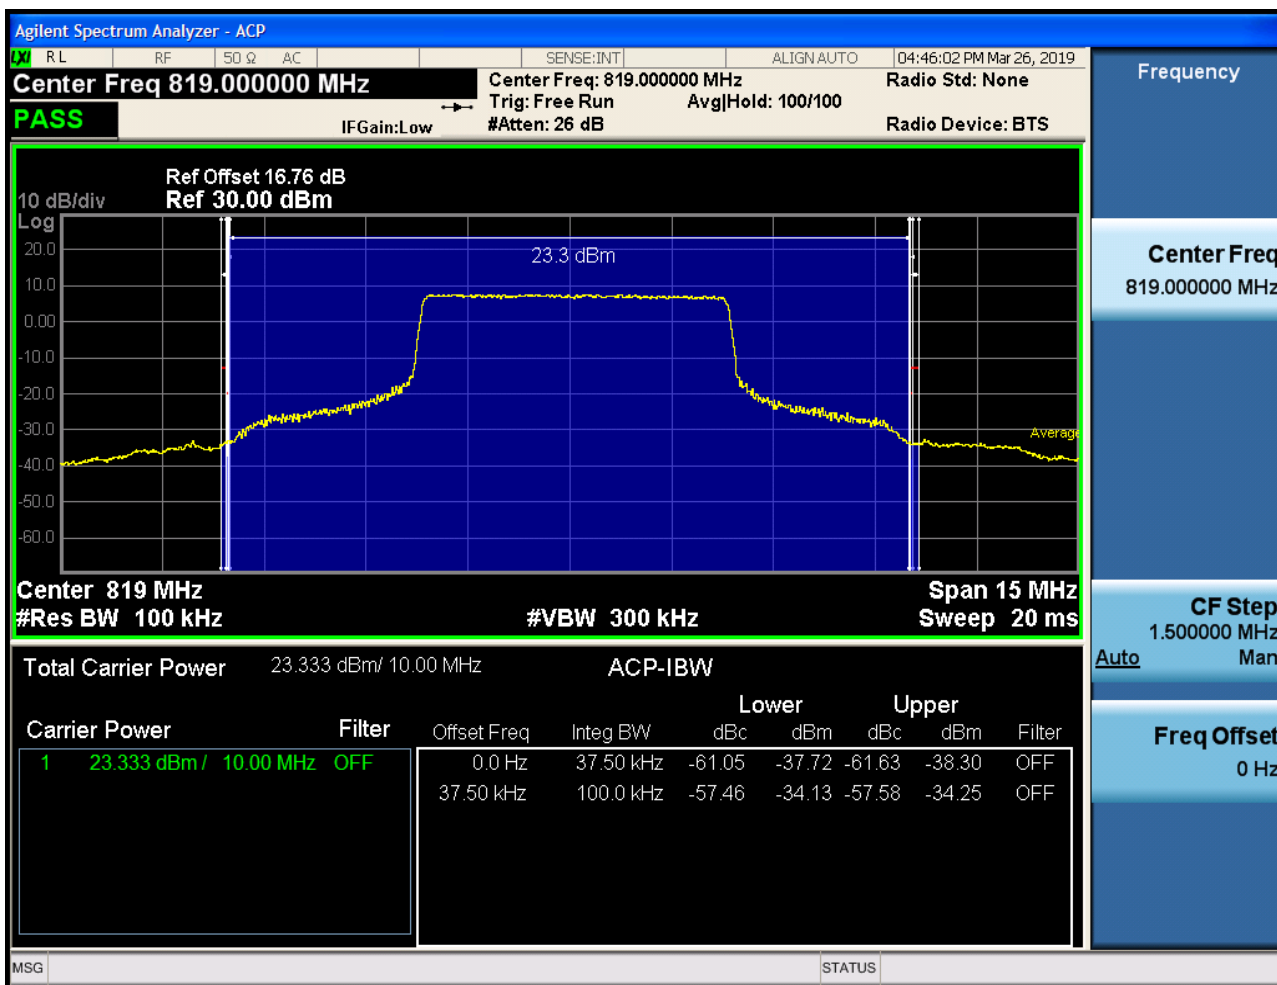 Agilent Spectrum Analyzer - ACP
LXI RL RF 50 Ω AC SENSE:INT ALIGNAUTO 04:46:02 PM Mar 26, 2019
Center Freq 819.000000 MHz
Center Freq: 819.000000 MHz
Radio Std: None
Trig: Free Run Avg|Hold: 100/100
PASS
IFGain:Low
#Atten: 26 dB
Radio Device: BTS
Ref Offset 16.76 dB
10 dB/div Ref 30.00 dBm
Log
20.0
10.0
0.00
-10.0
-20.0
-30.0
-40.0
-50.0
-60.0
23.3 dBm
Average
Center 819 MHz Span 15 MHz
#Res BW 100 kHz #VBW 300 kHz Sweep 20 ms
Total Carrier Power 23.333 dBm/ 10.00 MHz ACP-IBW
Lower Upper
Carrier Power Filter Offset Freq Integ BW dBc dBm dBc dBm Filter
1 23.333 dBm / 10.00 MHz OFF 0.0 Hz 37.50 kHz -61.05 -37.72 -61.63 -38.30 OFF
37.50 kHz 100.0 kHz -57.46 -34.13 -57.58 -34.25 OFF
MSG STATUS
Frequency
Center Freq
819.000000 MHz
CF Step
1.500000 MHz
Auto Man
Freq Offset
0 Hz